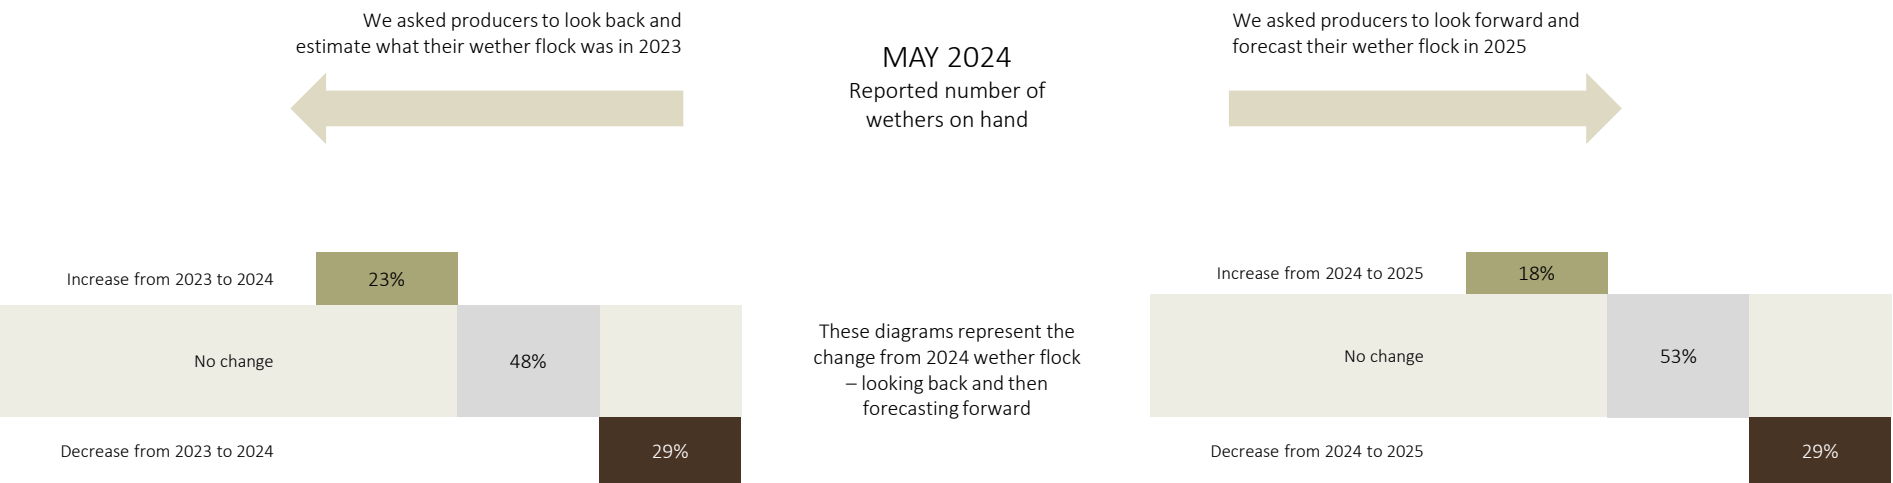 We asked producers to look back and
estimate what their wether flock was in 2023
MAY 2024
Reported number of
wethers on hand
We asked producers to look forward and
forecast their wether flock in 2025
Increase from 2023 to 2024
23%
No change
48%
Decrease from 2023 to 2024
29%
These diagrams represent the
change from 2024 wether flock
– looking back and then
forecasting forward
Increase from 2024 to 2025
18%
No change
53%
Decrease from 2024 to 2025
29%